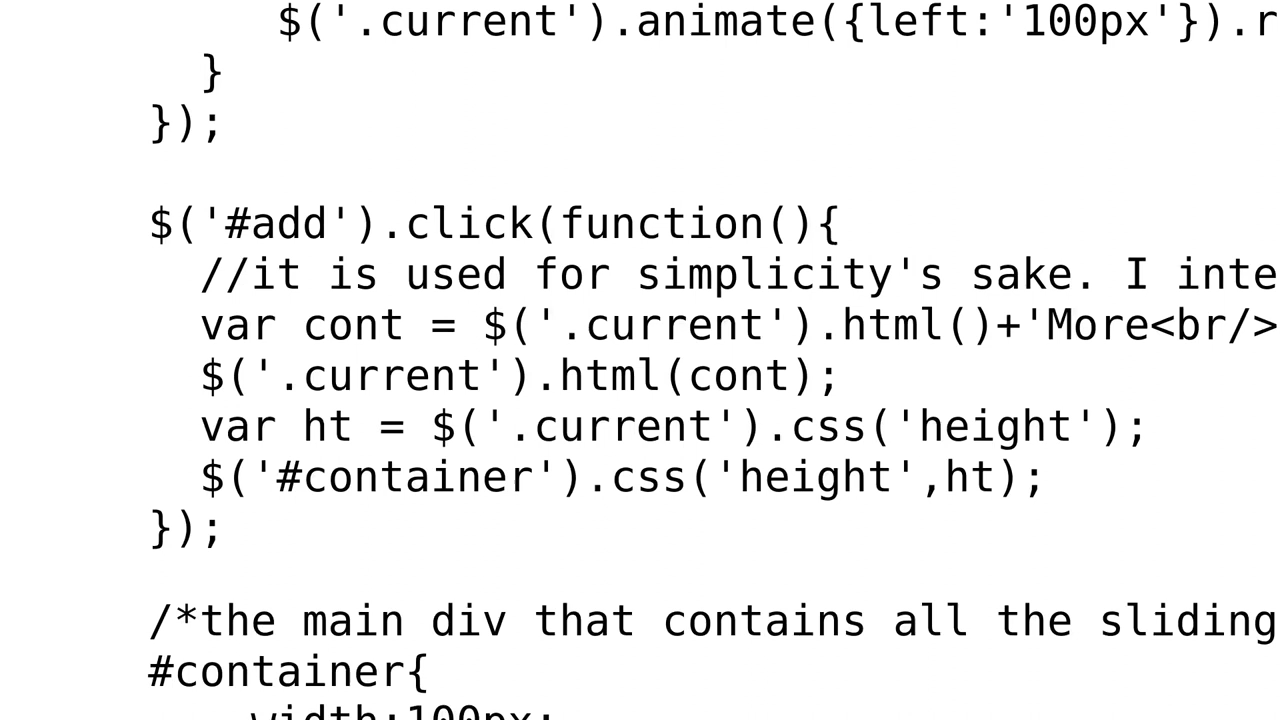 $('.current').animate({left:'100px'}).r
}
});
$('#add').click(function(){
//it is used for simplicity's sake. I inte
var cont = $('.current').html()+'More<br/>
$('.current').html(cont);
var ht = $('.current').css('height');
$('#container').css('height',ht);
});
/*the main div that contains all the sliding
#container{
width:100px;